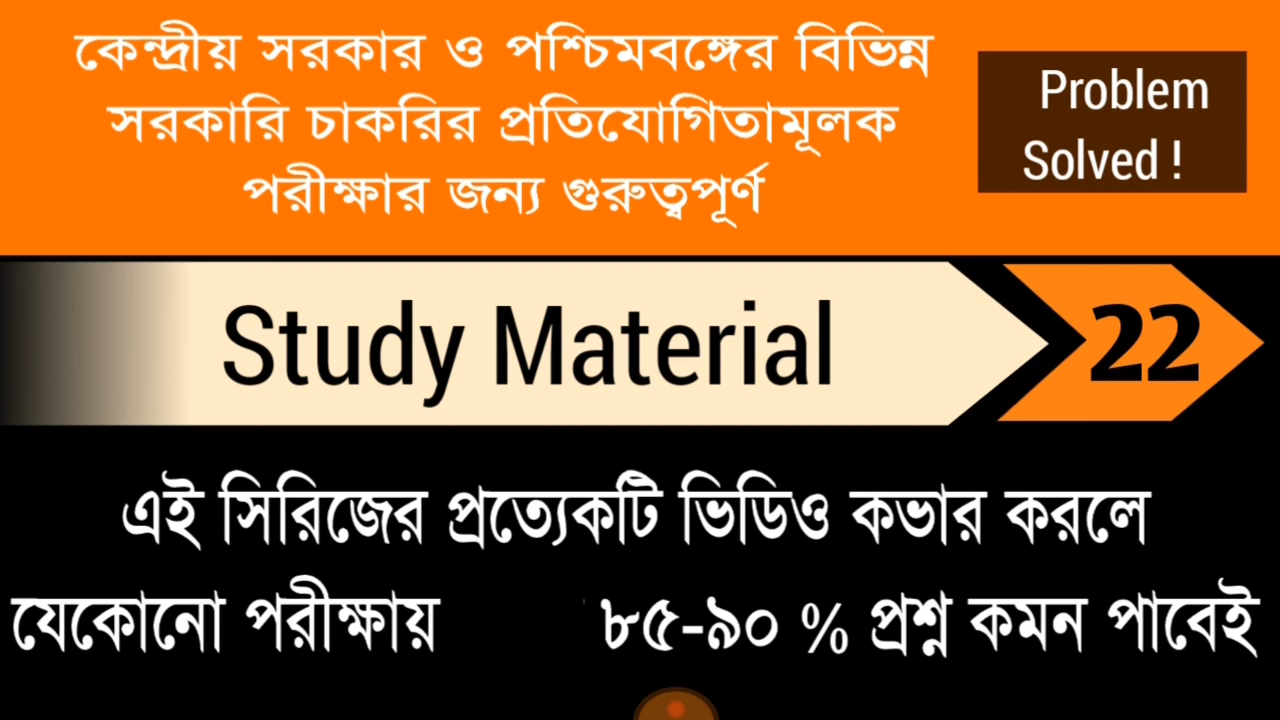 কেন্দ্রীয় সরকার ও পশ্চিমবঙ্গের বিভিন্ন
সরকারি চাকরির প্রতিযোগিতামূলক
পরীক্ষার জন্য গুরুত্বপূর্ণ
Problem
Solved !
Study Material
22
এই সিরিজের প্রত্যেকটি ভিডিও কভার করলে
যেকোনো পরীক্ষায় ৮৫-৯০ % প্রশ্ন কমন পাবেই